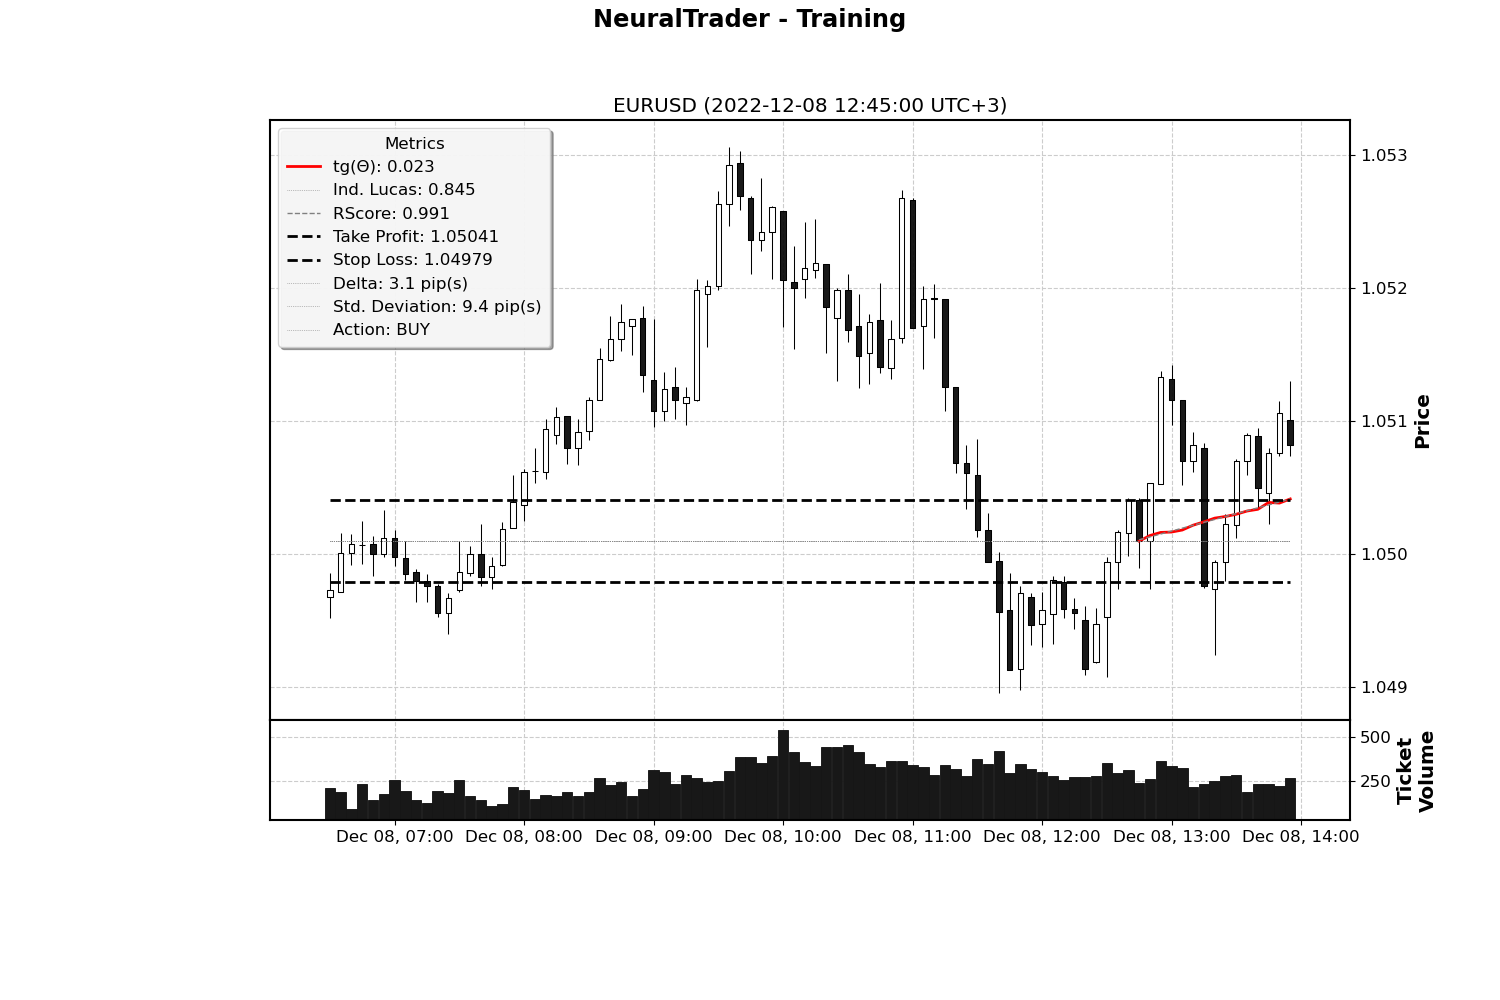 NeuralTrader - Training
EURUSD (2022-12-08 12:45:00 UTC+3)
Metrics
tg(Θ): 0.023
Ind. Lucas: 0.845
RScore: 0.991
Take Profit: 1.05041
Stop Loss: 1.04979
Delta: 3.1 pip(s)
Std. Deviation: 9.4 pip(s)
Action: BUY
1.053
1.052
1.051
1.050
1.049
Price
500
250
Ticket
Volume
Dec 08, 07:00 Dec 08, 08:00 Dec 08, 09:00 Dec 08, 10:00 Dec 08, 11:00 Dec 08, 12:00 Dec 08, 13:00 Dec 08, 14:00